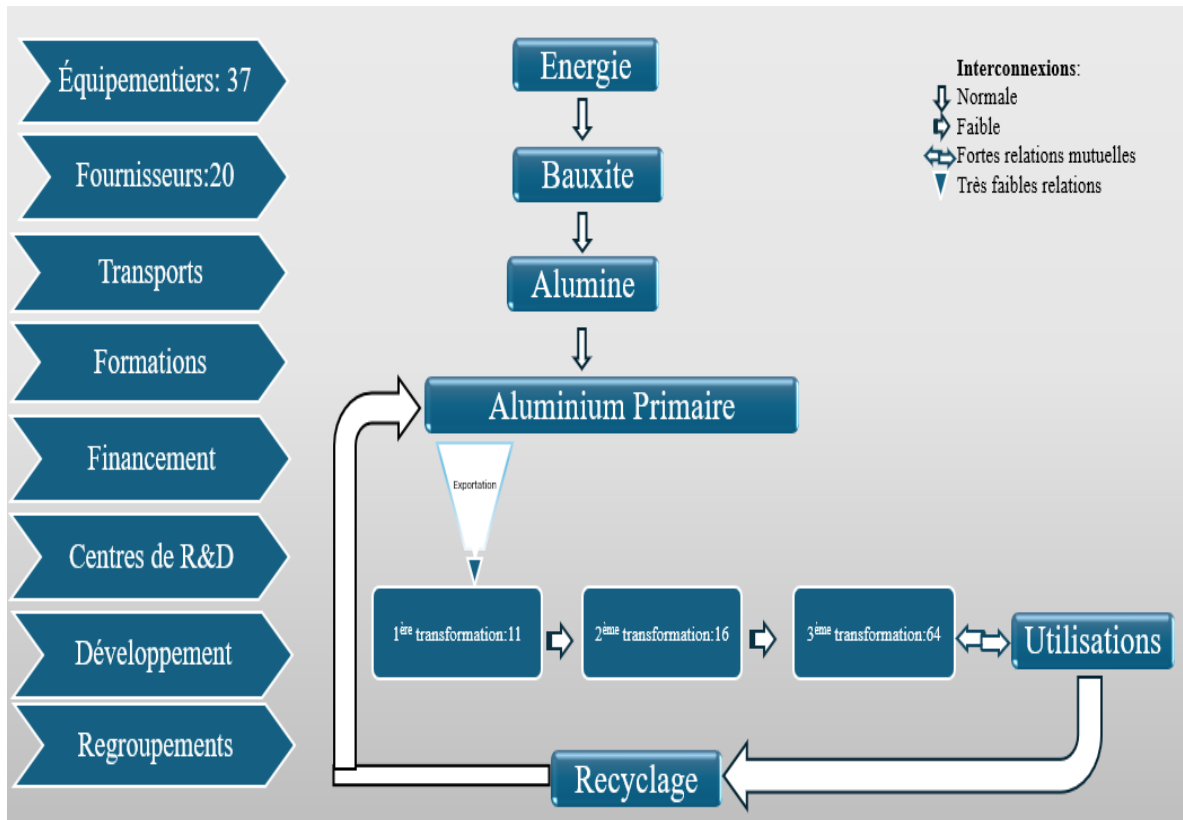 Équipementiers: 37
Fournisseurs:20
Transports
Formations
Financement
Centres de R&D
Développement
Regroupements
Energie
Bauxite
Alumine
Aluminium Primaire
Exportation
1ère transformation:11
2ème transformation:16
3ème transformation:64
Utilisations
Recyclage
Interconnexions:
Normale
Faible
Fortes relations mutuelles
Très faibles relations